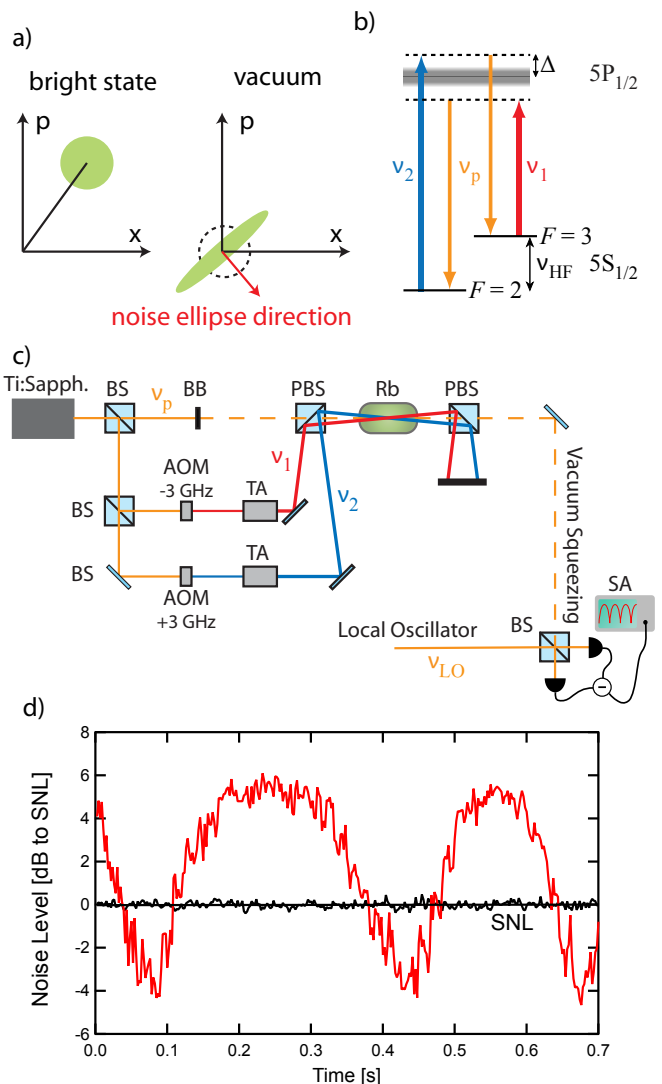 a)
bright state
vacuum
p
x
p
x
noise ellipse direction
b)
Δ
5P1/2
ν2
νp
ν1
F = 3
νHF
5S1/2
F = 2
c)
Ti:Sapph.
BS
νp
BB
PBS
Rb
PBS
ν1
AOM
-3 GHz
TA
ν2
BS
BS
TA
AOM
+3 GHz
Vacuum Squeezing
SA
Local Oscillator
BS
νLO
−
d)
Noise Level [dB to SNL]
8
6
4
2
0
-2
-4
-6
SNL
0.0 0.1 0.2 0.3 0.4 0.5 0.6 0.7
Time [s]